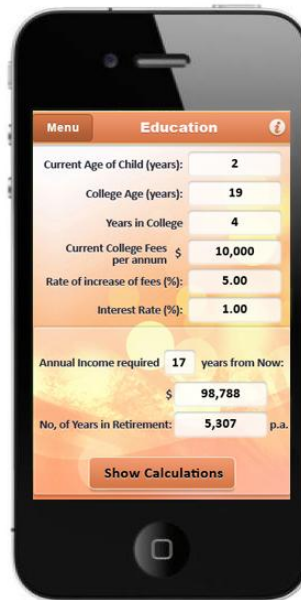 Menu Education i
Current Age of Child (years): 2
College Age (years): 19
Years in College 4
Current College Fees per annum $ 10,000
Rate of increase of fees (%): 5.00
Interest Rate (%): 1.00
Annual Income required 17 years from Now:
$ 98,788
No, of Years in Retirement: 5,307 p.a.
Show Calculations